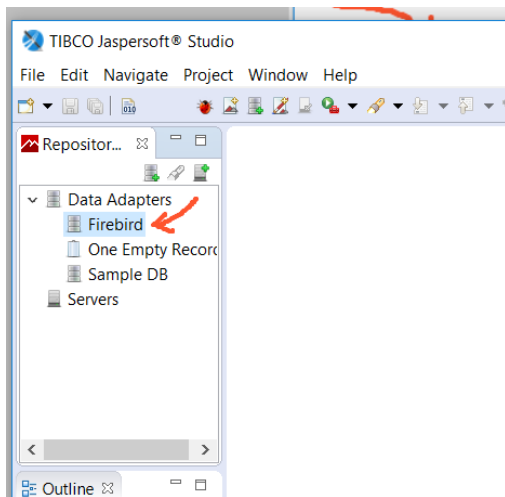 TIBCO Jaspersoft® Studio
File Edit Navigate Project Window Help
010
Repositor...
Data Adapters
Firebird
One Empty Record
Sample DB
Servers
Outline